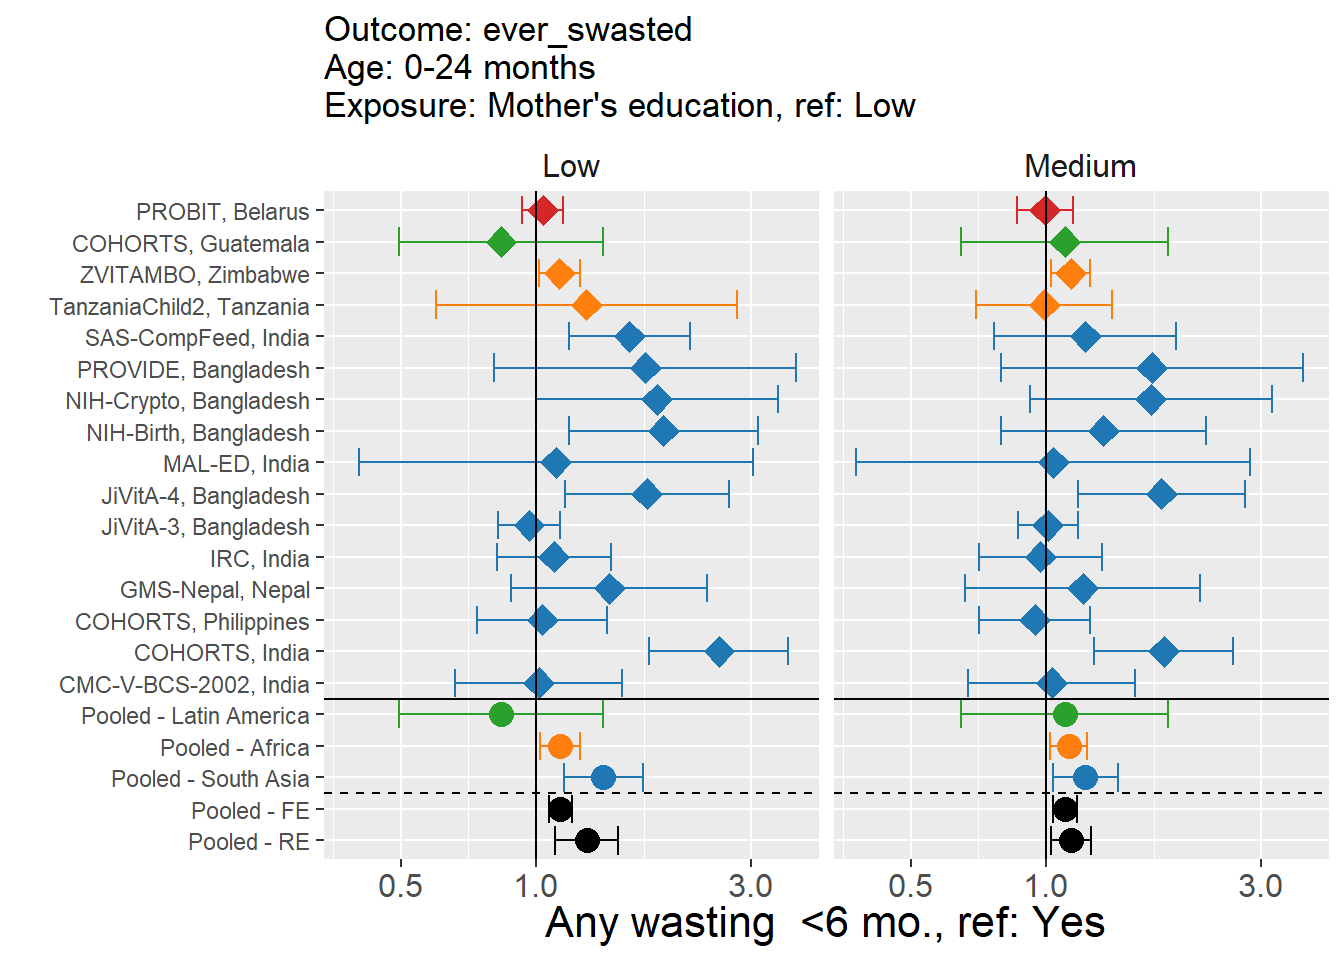 Outcome: ever_swasted
Age: 0-24 months
Exposure: Mother's education, ref: Low
Low
Medium
PROBIT, Belarus
COHORTS, Guatemala
ZVITAMBO, Zimbabwe
TanzaniaChild2, Tanzania
SAS-CompFeed, India
PROVIDE, Bangladesh
NIH-Crypto, Bangladesh
NIH-Birth, Bangladesh
MAL-ED, India
JiVitA-4, Bangladesh
JiVitA-3, Bangladesh
IRC, India
GMS-Nepal, Nepal
COHORTS, Philippines
COHORTS, India
CMC-V-BCS-2002, India
Pooled - Latin America
Pooled - Africa
Pooled - South Asia
Pooled - FE
Pooled - RE
0.5 1.0 3.0
0.5 1.0 3.0
Any wasting  <6 mo., ref: Yes